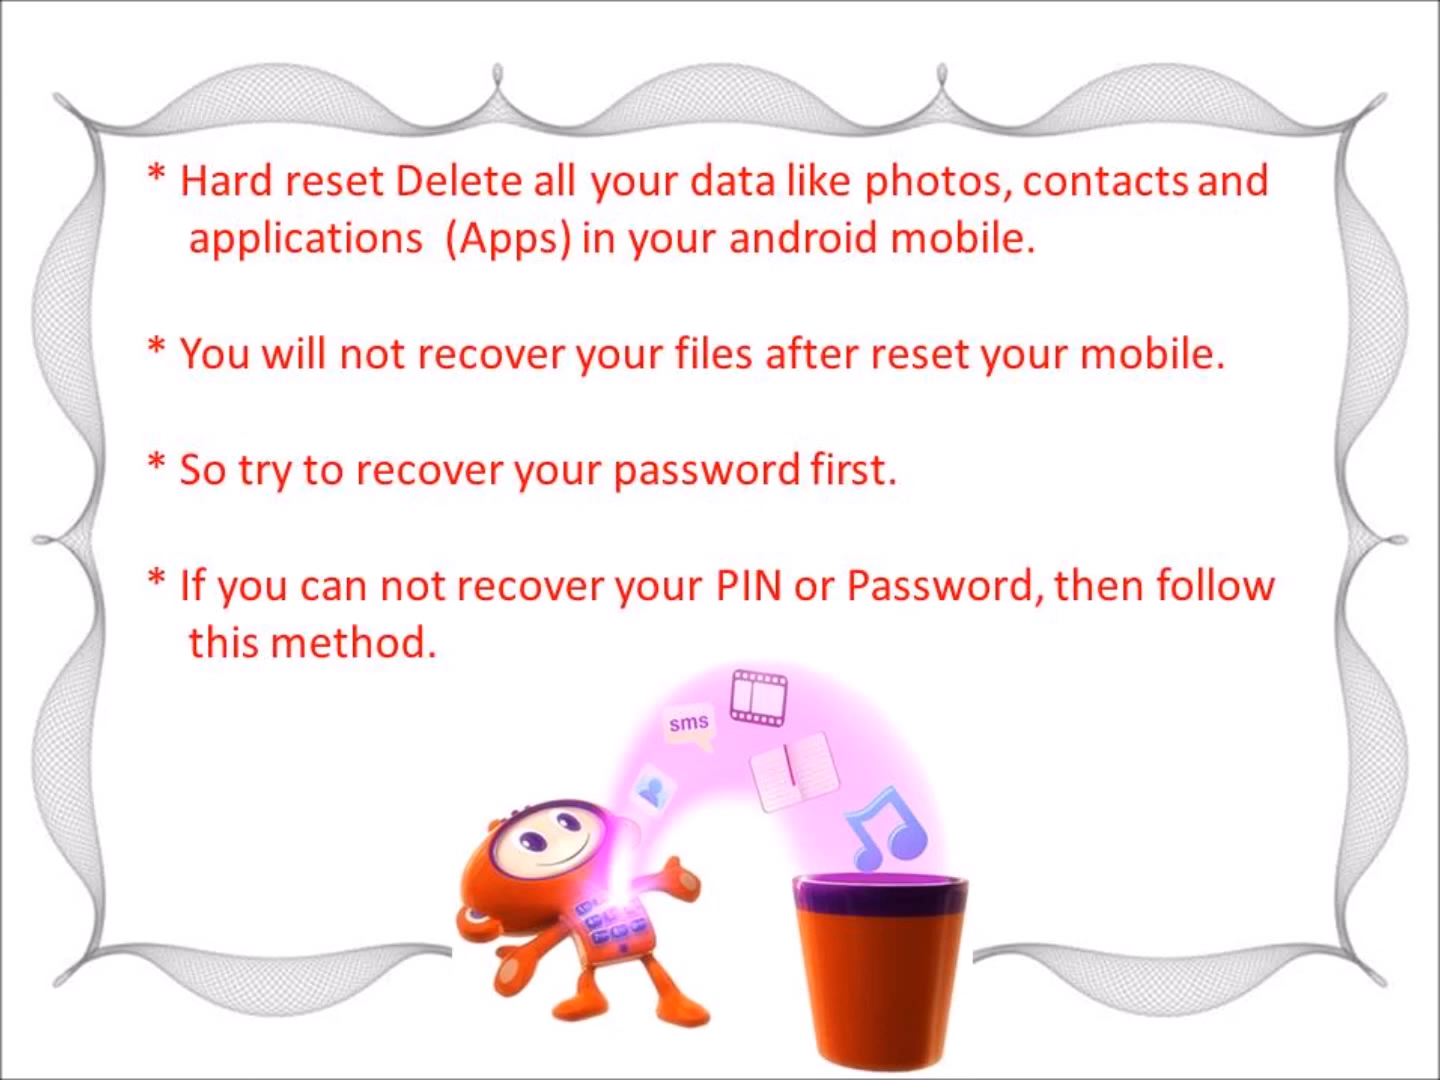 * Hard reset Delete all your data like photos, contacts and
applications (Apps) in your android mobile.
* You will not recover your files after reset your mobile.
* So try to recover your password first.
* If you can not recover your PIN or Password, then follow
this method.
sms